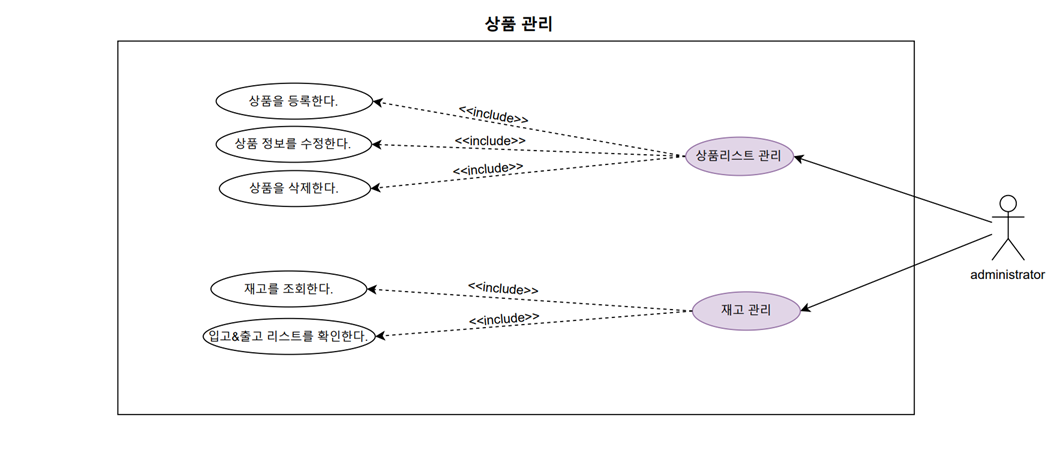 상품 관리
상품을 등록한다.
<<include>>
상품 정보를 수정한다.
<<include>>
상품리스트 관리
상품을 삭제한다.
<<include>>
administrator
재고를 조회한다.
<<include>>
재고 관리
입고&출고 리스트를 확인한다.
<<include>>